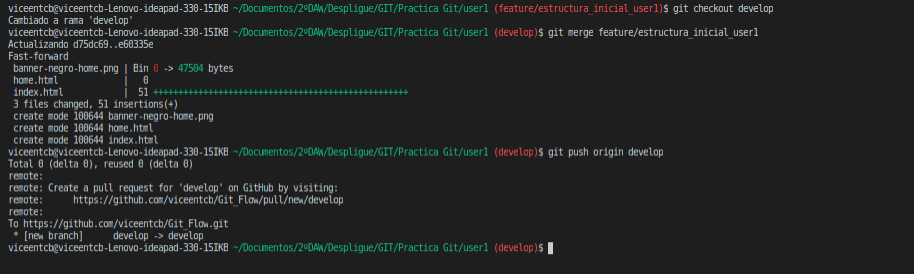 viceentcb@viceentcb-Lenovo-ideapad-330-15IKB ~/Documentos/2ºDAW/Despligue/GIT/Practica Git/user1 (feature/estructura_inicial_user1)$ git checkout develop
Cambiado a rama 'develop'
viceentcb@viceentcb-Lenovo-ideapad-330-15IKB ~/Documentos/2ºDAW/Despligue/GIT/Practica Git/user1 (develop)$ git merge feature/estructura_inicial_user1
Actualizando d75dc69..e60335e
Fast-forward
 banner-negro-home.png | Bin 0 -> 47504 bytes
 home.html             |   0
 index.html            |  51 +++++++++++++++++++++++++++++++++++++++++++++++++++
 3 files changed, 51 insertions(+)
 create mode 100644 banner-negro-home.png
 create mode 100644 home.html
 create mode 100644 index.html
viceentcb@viceentcb-Lenovo-ideapad-330-15IKB ~/Documentos/2ºDAW/Despligue/GIT/Practica Git/user1 (develop)$ git push origin develop
Total 0 (delta 0), reused 0 (delta 0)
remote:
remote: Create a pull request for 'develop' on GitHub by visiting:
remote:      https://github.com/viceentcb/Git_Flow/pull/new/develop
remote:
To https://github.com/viceentcb/Git_Flow.git
 * [new branch]      develop -> develop
viceentcb@viceentcb-Lenovo-ideapad-330-15IKB ~/Documentos/2ºDAW/Despligue/GIT/Practica Git/user1 (develop)$